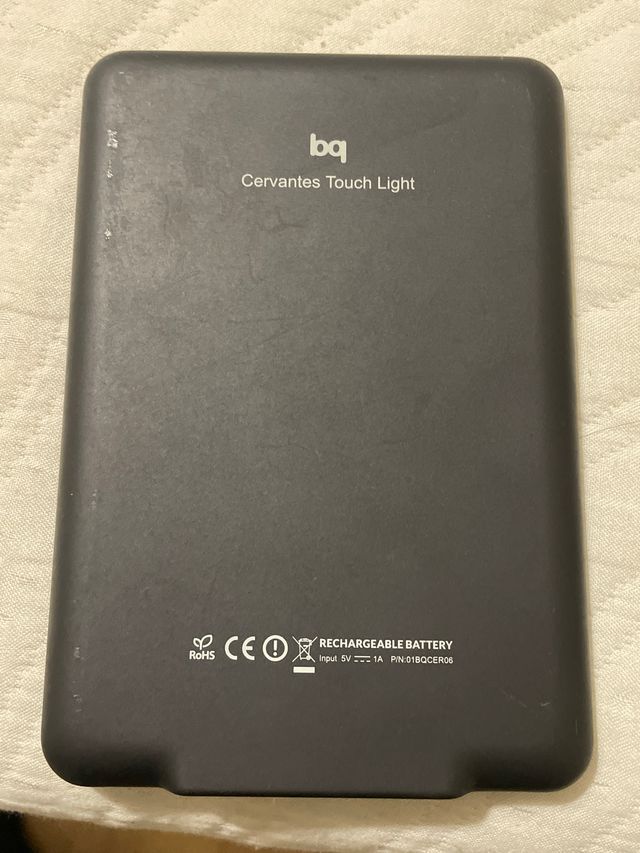 bq
Cervantes Touch Light
RoHS CE RECHARGEABLE BATTERY
Input 5V 1A P/N:01BQCER06